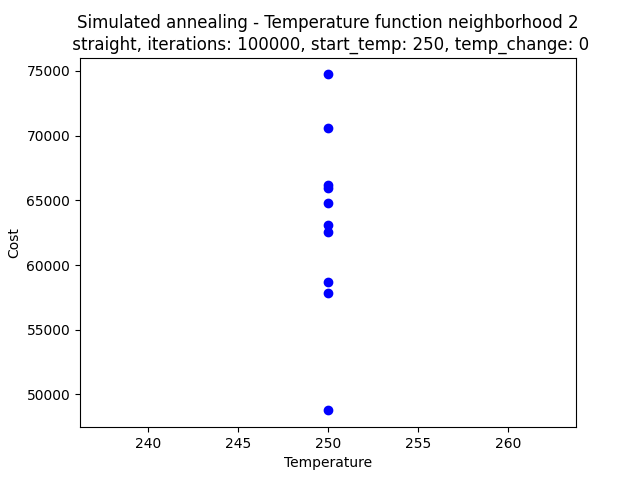 Simulated annealing - Temperature function neighborhood 2
straight, iterations: 100000, start_temp: 250, temp_change: 0
75000
70000
65000
60000
55000
50000
Cost
240 245 250 255 260
Temperature